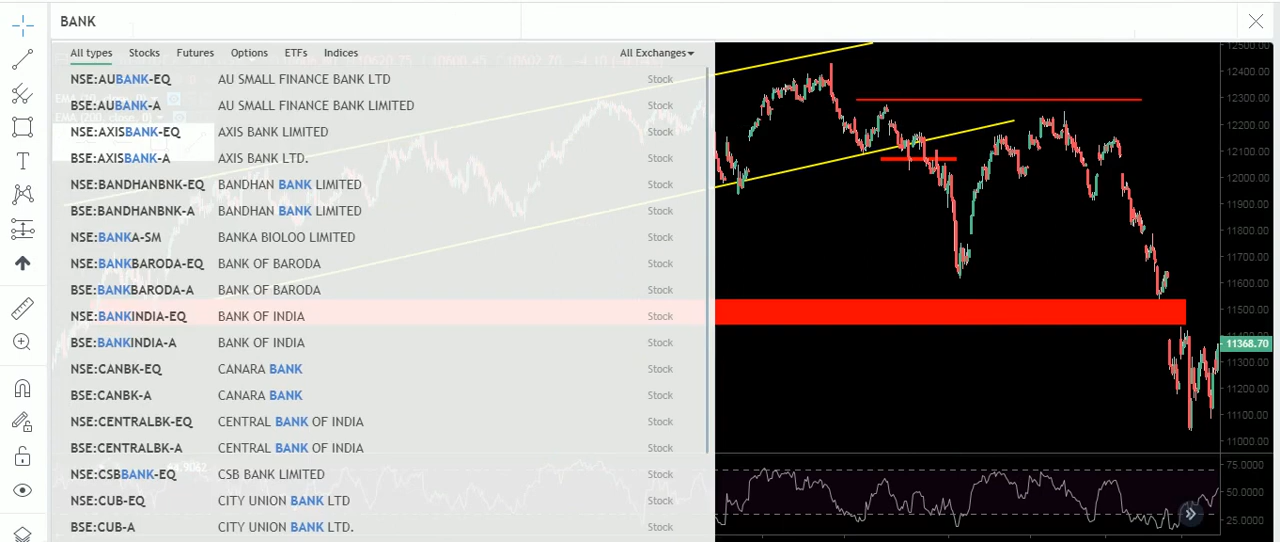 BANK
All types Stocks Futures Options ETFs Indices All Exchanges
NSE:AUBANK-EQ AU SMALL FINANCE BANK LTD Stock
BSE:AUBANK-A AU SMALL FINANCE BANK LIMITED Stock
NSE:AXISBANK-EQ AXIS BANK LIMITED Stock
BSE:AXISBANK-A AXIS BANK LTD. Stock
NSE:BANDHANBNK-EQ BANDHAN BANK LIMITED Stock
BSE:BANDHANBNK-A BANDHAN BANK LIMITED Stock
NSE:BANKA-SM BANKA BIOLOO LIMITED Stock
NSE:BANKBARODA-EQ BANK OF BARODA Stock
BSE:BANKBARODA-A BANK OF BARODA Stock
NSE:BANKINDIA-EQ BANK OF INDIA Stock
BSE:BANKINDIA-A BANK OF INDIA Stock
NSE:CANBK-EQ CANARA BANK Stock
BSE:CANBK-A CANARA BANK Stock
NSE:CENTRALBK-EQ CENTRAL BANK OF INDIA Stock
BSE:CENTRALBK-A CENTRAL BANK OF INDIA Stock
NSE:CSBBANK-EQ CSB BANK LIMITED Stock
NSE:CUB-EQ CITY UNION BANK LTD Stock
BSE:CUB-A CITY UNION BANK LTD. Stock
EMA (200, close, 0)
12500.00
12400.00
12300.00
12200.00
12100.00
12000.00
11900.00
11800.00
11700.00
11600.00
11500.00
11368.70
11300.00
11200.00
11100.00
11000.00
75.0000
50.0000
25.0000